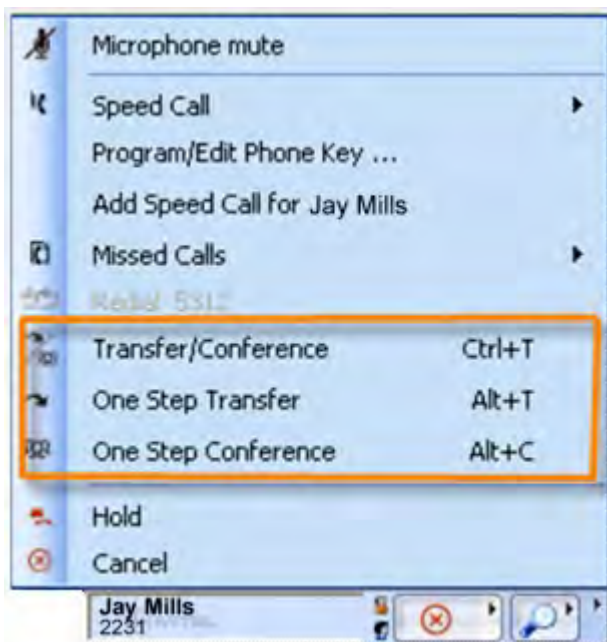 Microphone mute
Speed Call
Program/Edit Phone Key ...
Add Speed Call for Jay Mills
Missed Calls
Redial 5312
Transfer/Conference Ctrl+T
One Step Transfer Alt+T
One Step Conference Alt+C
Hold
Cancel
Jay Mills
2231